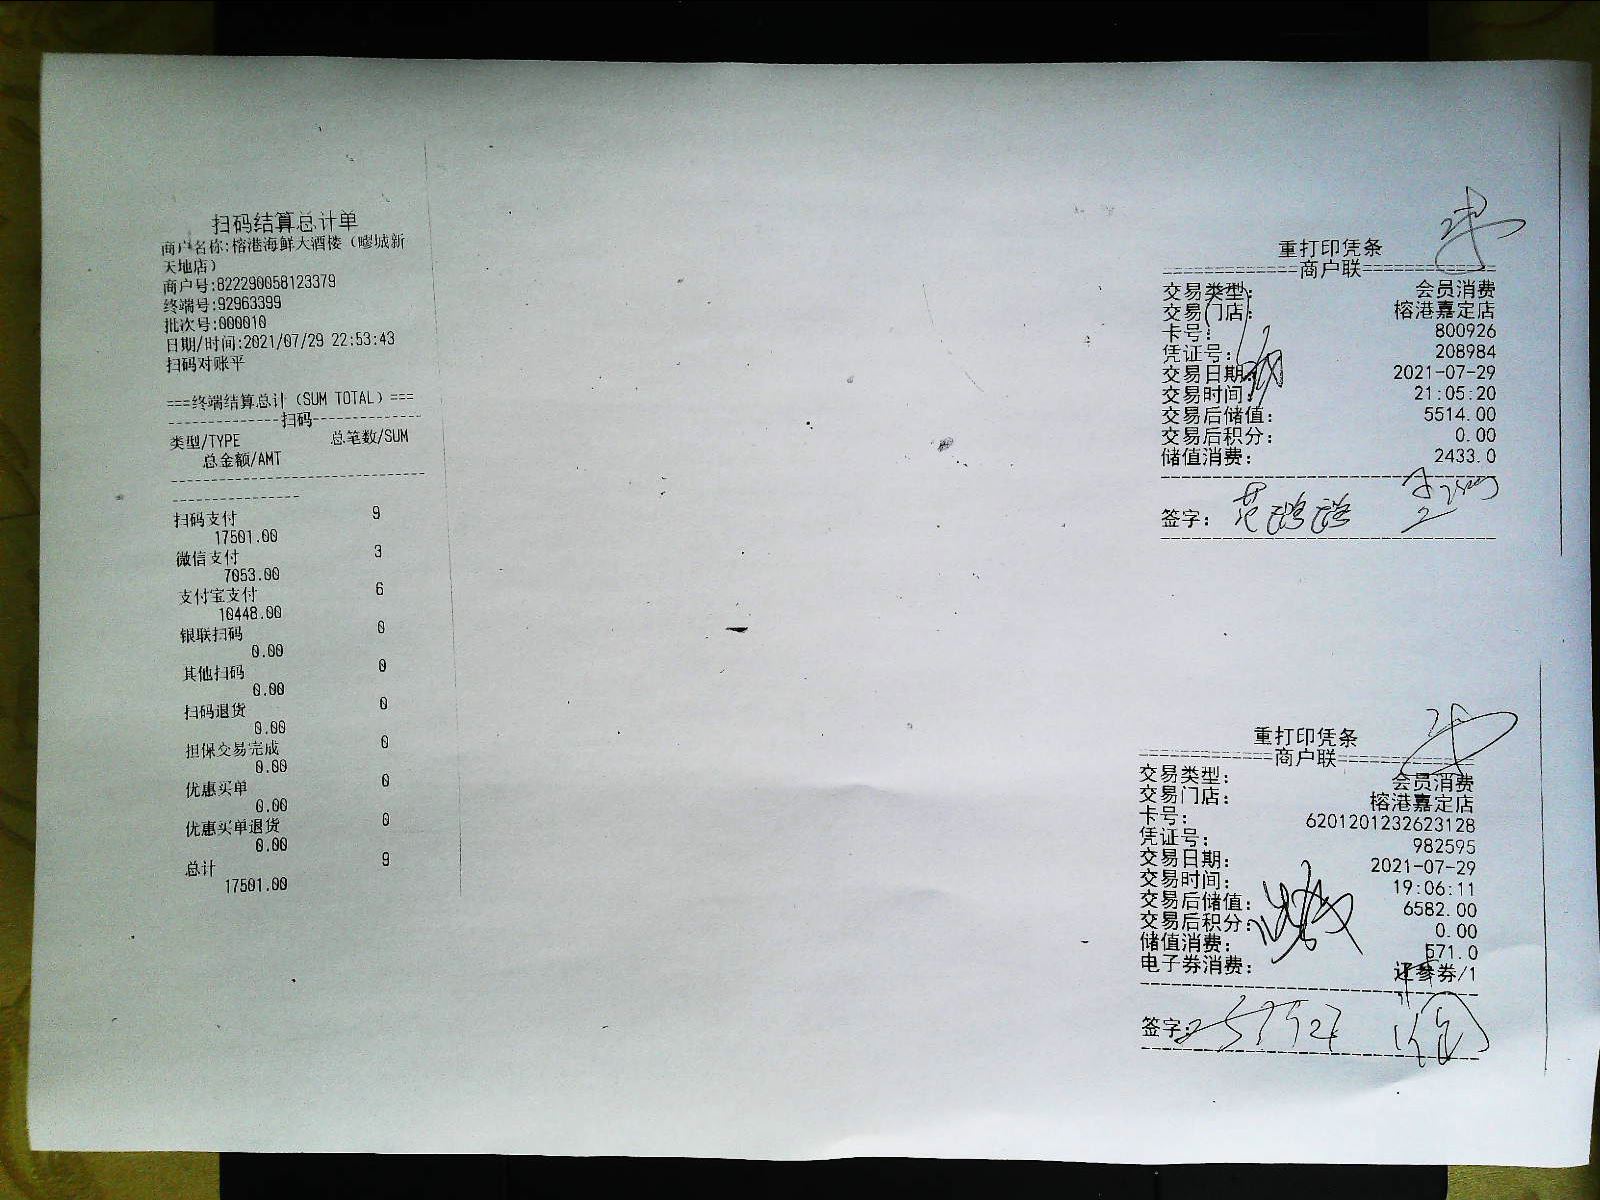 扫码结算总计单
商户名称:榕港海鲜大酒楼（疁城新
天地店）
商户号:822290058123379
终端号:92963399
批次号:000010
日期/时间:2021/07/29 22:53:43
扫码对账平
===终端结算总计（SUM TOTAL）===
---------------扫码---------------
类型/TYPE 总笔数/SUM
总金额/AMT
扫码支付 9
17501.00
微信支付 3
7053.00
支付宝支付 6
10448.00
银联扫码 0
0.00
其他扫码 0
0.00
扫码退货 0
0.00
担保交易完成 0
0.00
优惠买单 0
0.00
优惠买单退货 0
0.00
总计 9
17501.00
重打印凭条
=============商户联=============
交易类型: 会员消费
交易门店: 榕港嘉定店
卡号: 800926
凭证号: 208984
交易日期: 2021-07-29
交易时间: 21:05:20
交易后储值: 5514.00
交易后积分: 0.00
储值消费: 2433.0
签字:
重打印凭条
=============商户联=============
交易类型: 会员消费
交易门店: 榕港嘉定店
卡号: 6201201232623128
凭证号: 982595
交易日期: 2021-07-29
交易时间: 19:06:11
交易后储值: 6582.00
交易后积分: 0.00
储值消费: 571.0
电子券消费: 辽参券/1
签字: